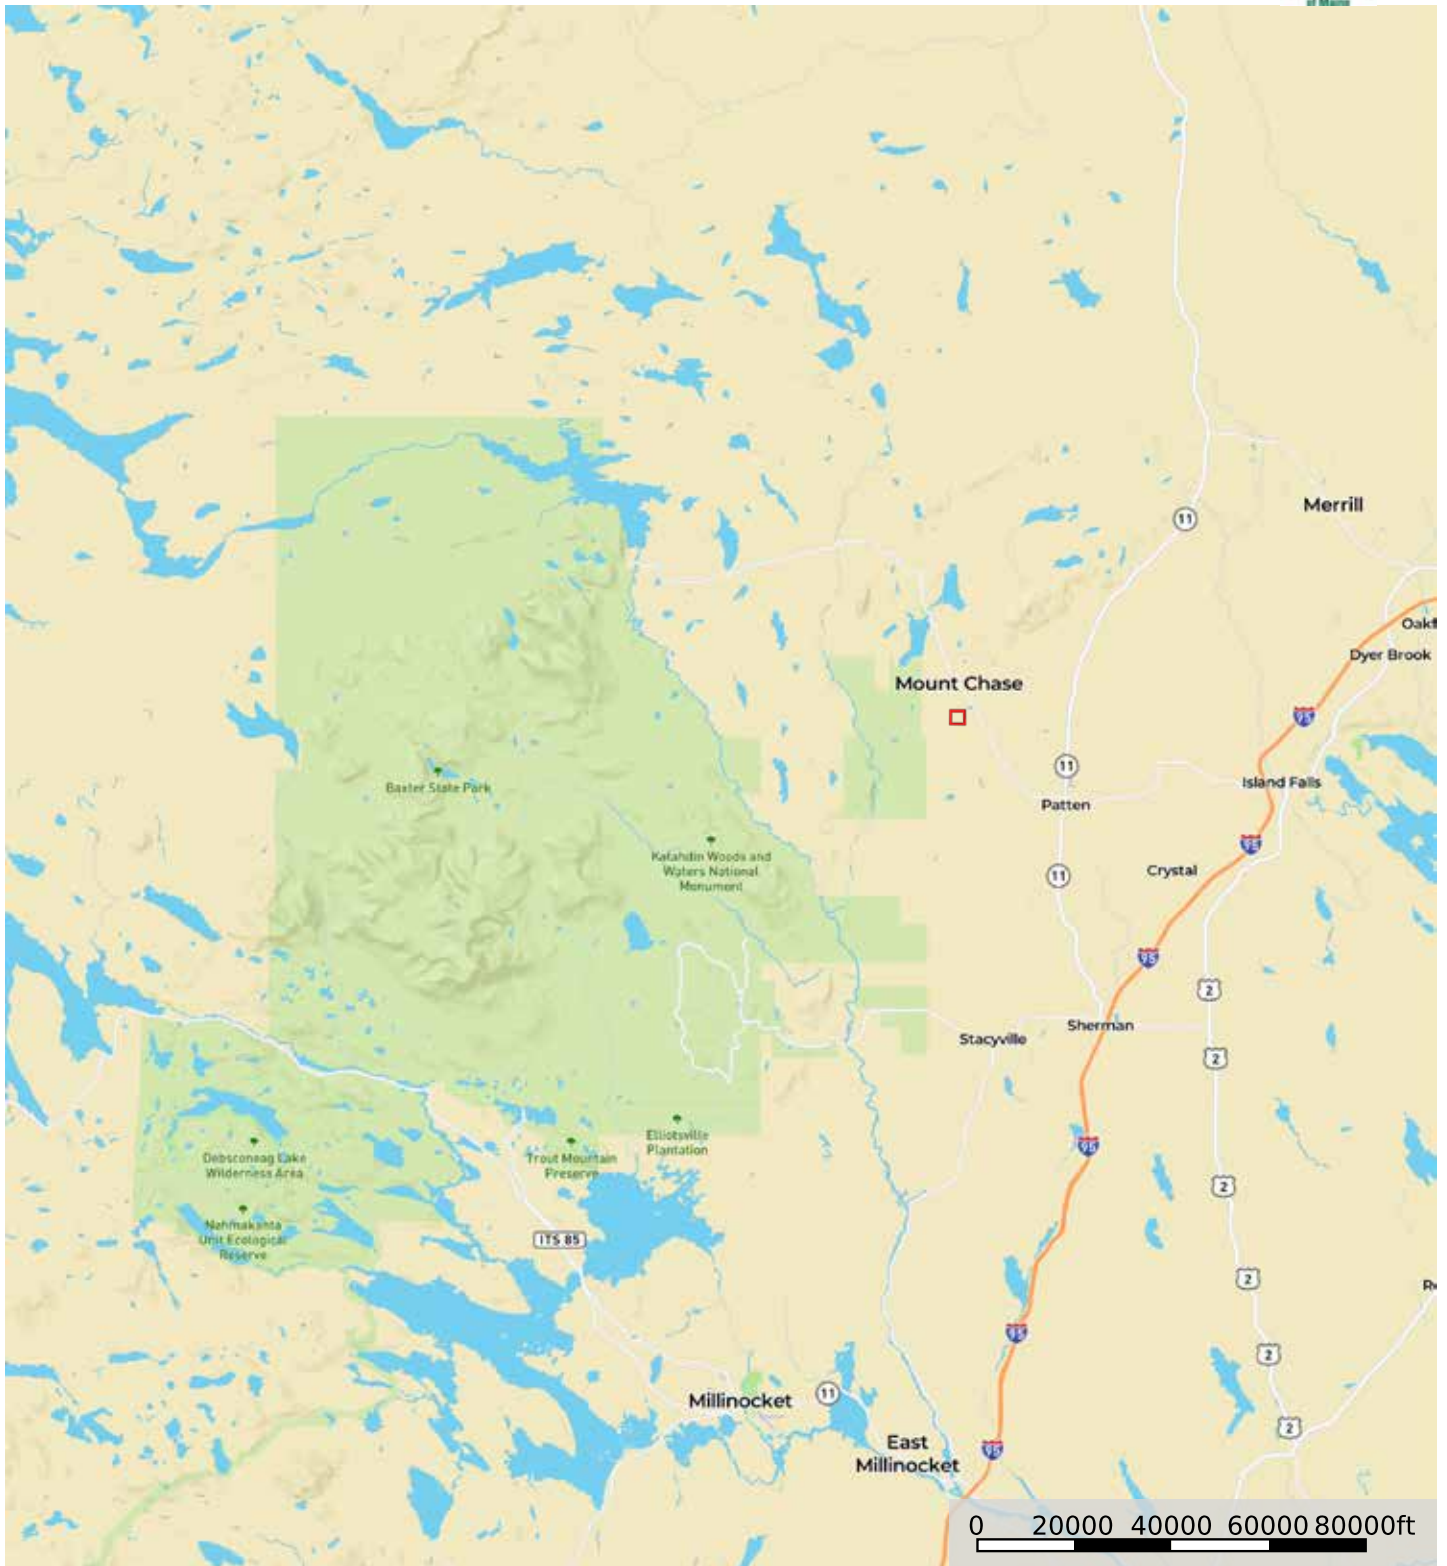 of Maine
11
Merrill
Oakf
Dyer Brook
Mount Chase
95
11
Baxter State Park
Island Falls
Patten
95
Katahdin Woods and
Waters National
Monument
Crystal
11
95
2
Sherman
Stacyville
2
Elliotsville
Plantation
95
Debsconeag Lake
Wilderness Area
Trout Mountain
Preserve
2
Nahmakanta
Unit Ecological
Reserve
ITS 85
2
95
2
Millinocket
11
2
East
Millinocket
95
0 20000 40000 60000 80000ft